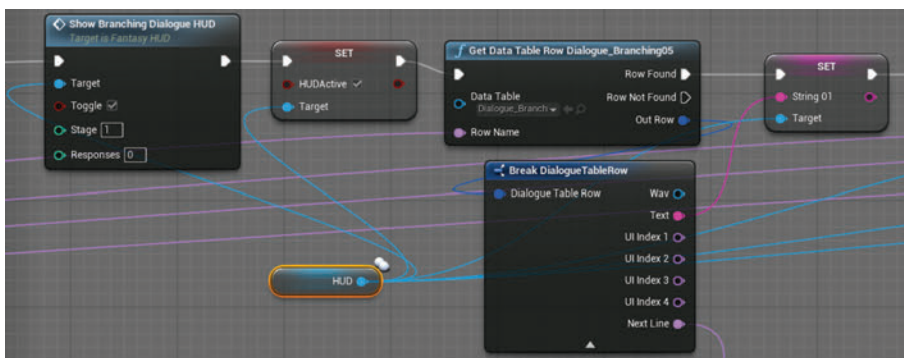 Show Branching Dialogue HUD
Target is Fantasy HUD
Target
Toggle
Stage 1
Responses 0
SET
HUDActive
Target
f Get Data Table Row Dialogue_Branching05
Row Found
Data Table
Dialogue_Branch
Row Not Found
Out Row
Row Name
SET
String 01
Target
Break DialogueTableRow
Dialogue Table Row
Wav
Text
UI Index 1
UI Index 2
UI Index 3
UI Index 4
Next Line
HUD